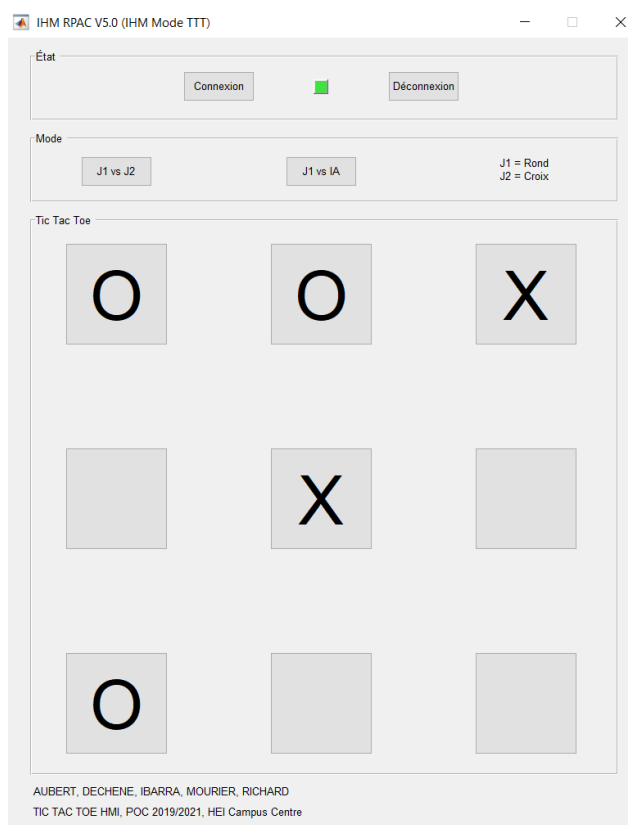 IHM RPAC V5.0 (IHM Mode TTT)
État
Connexion
Déconnexion
Mode
J1 vs J2
J1 vs IA
J1 = Rond
J2 = Croix
Tic Tac Toe
O O X
X
O
AUBERT, DECHENE, IBARRA, MOURIER, RICHARD
TIC TAC TOE HMI, POC 2019/2021, HEI Campus Centre